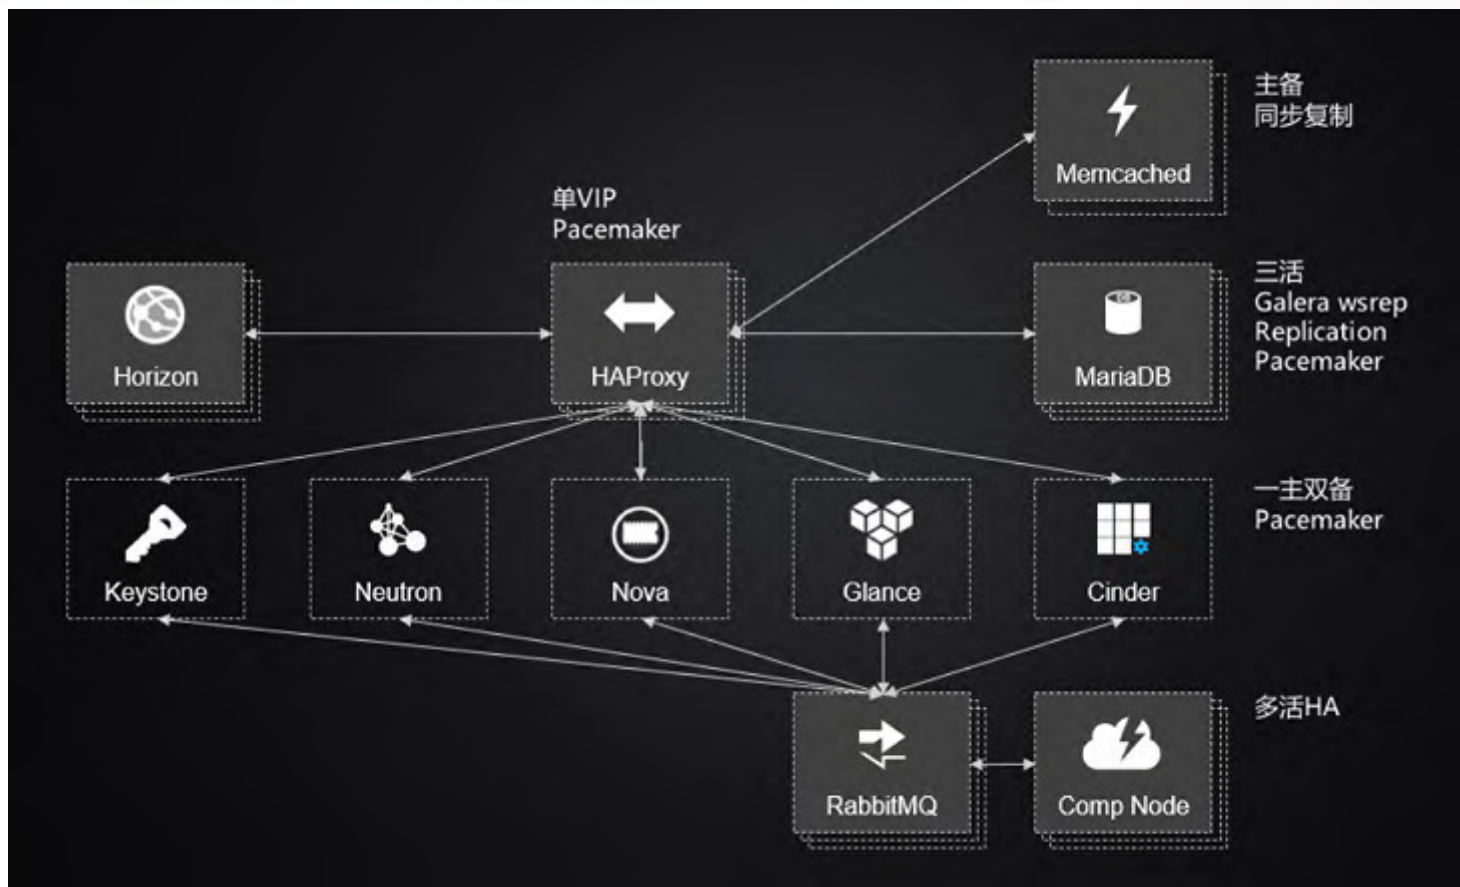 主备
同步复制
Memcached
单VIP
Pacemaker
Horizon
HAProxy
DB
MariaDB
三活
Galera wsrep
Replication
Pacemaker
Keystone
Neutron
Nova
Glance
Cinder
一主双备
Pacemaker
RabbitMQ
Comp Node
多活HA